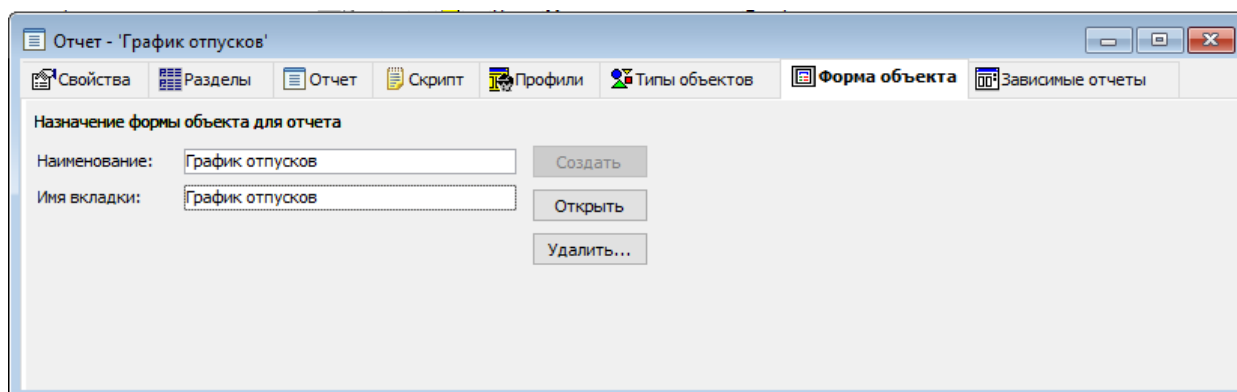 Отчет - 'График отпусков'
Свойства Разделы Отчет Скрипт Профили Типы объектов Форма объекта Зависимые отчеты
Назначение формы объекта для отчета
Наименование: График отпусков Создать
Имя вкладки: График отпусков Открыть
Удалить...